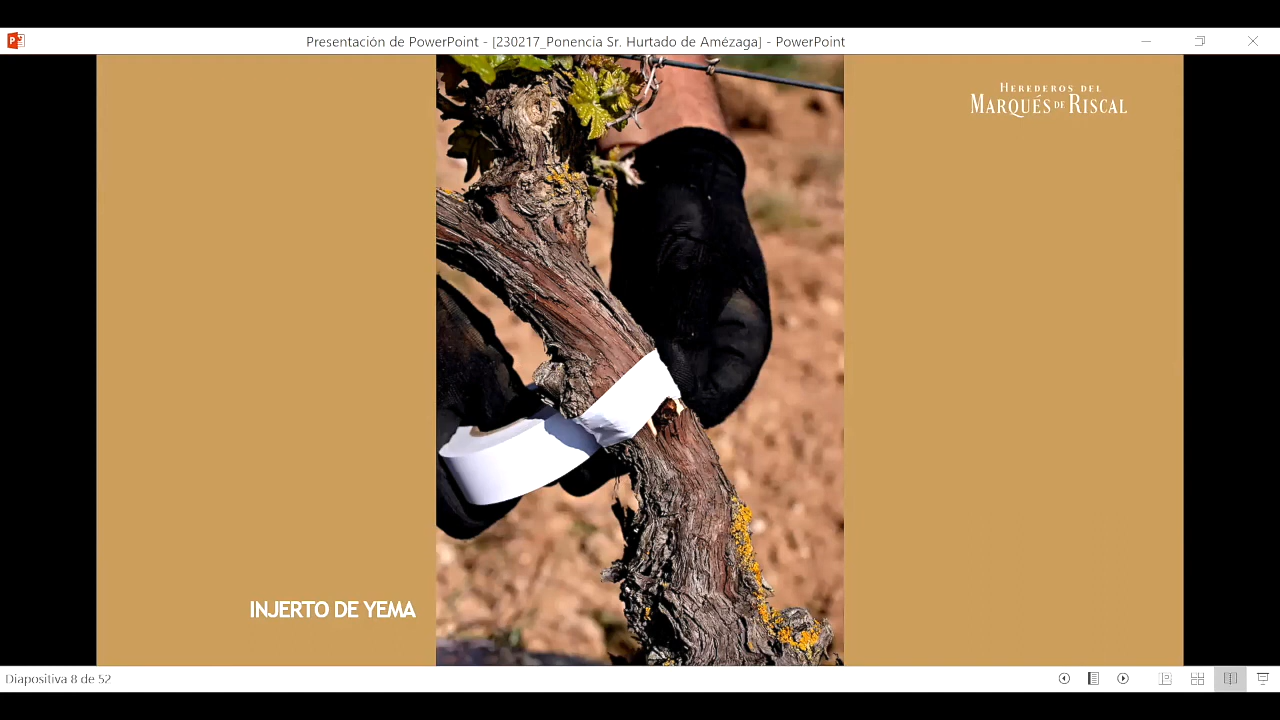 Presentación de PowerPoint - [230217_Ponencia Sr. Hurtado de Amézaga] - PowerPoint
HEREDEROS DEL
MARQUÉS DE RISCAL
INJERTO DE YEMA
Diapositiva 8 de 52